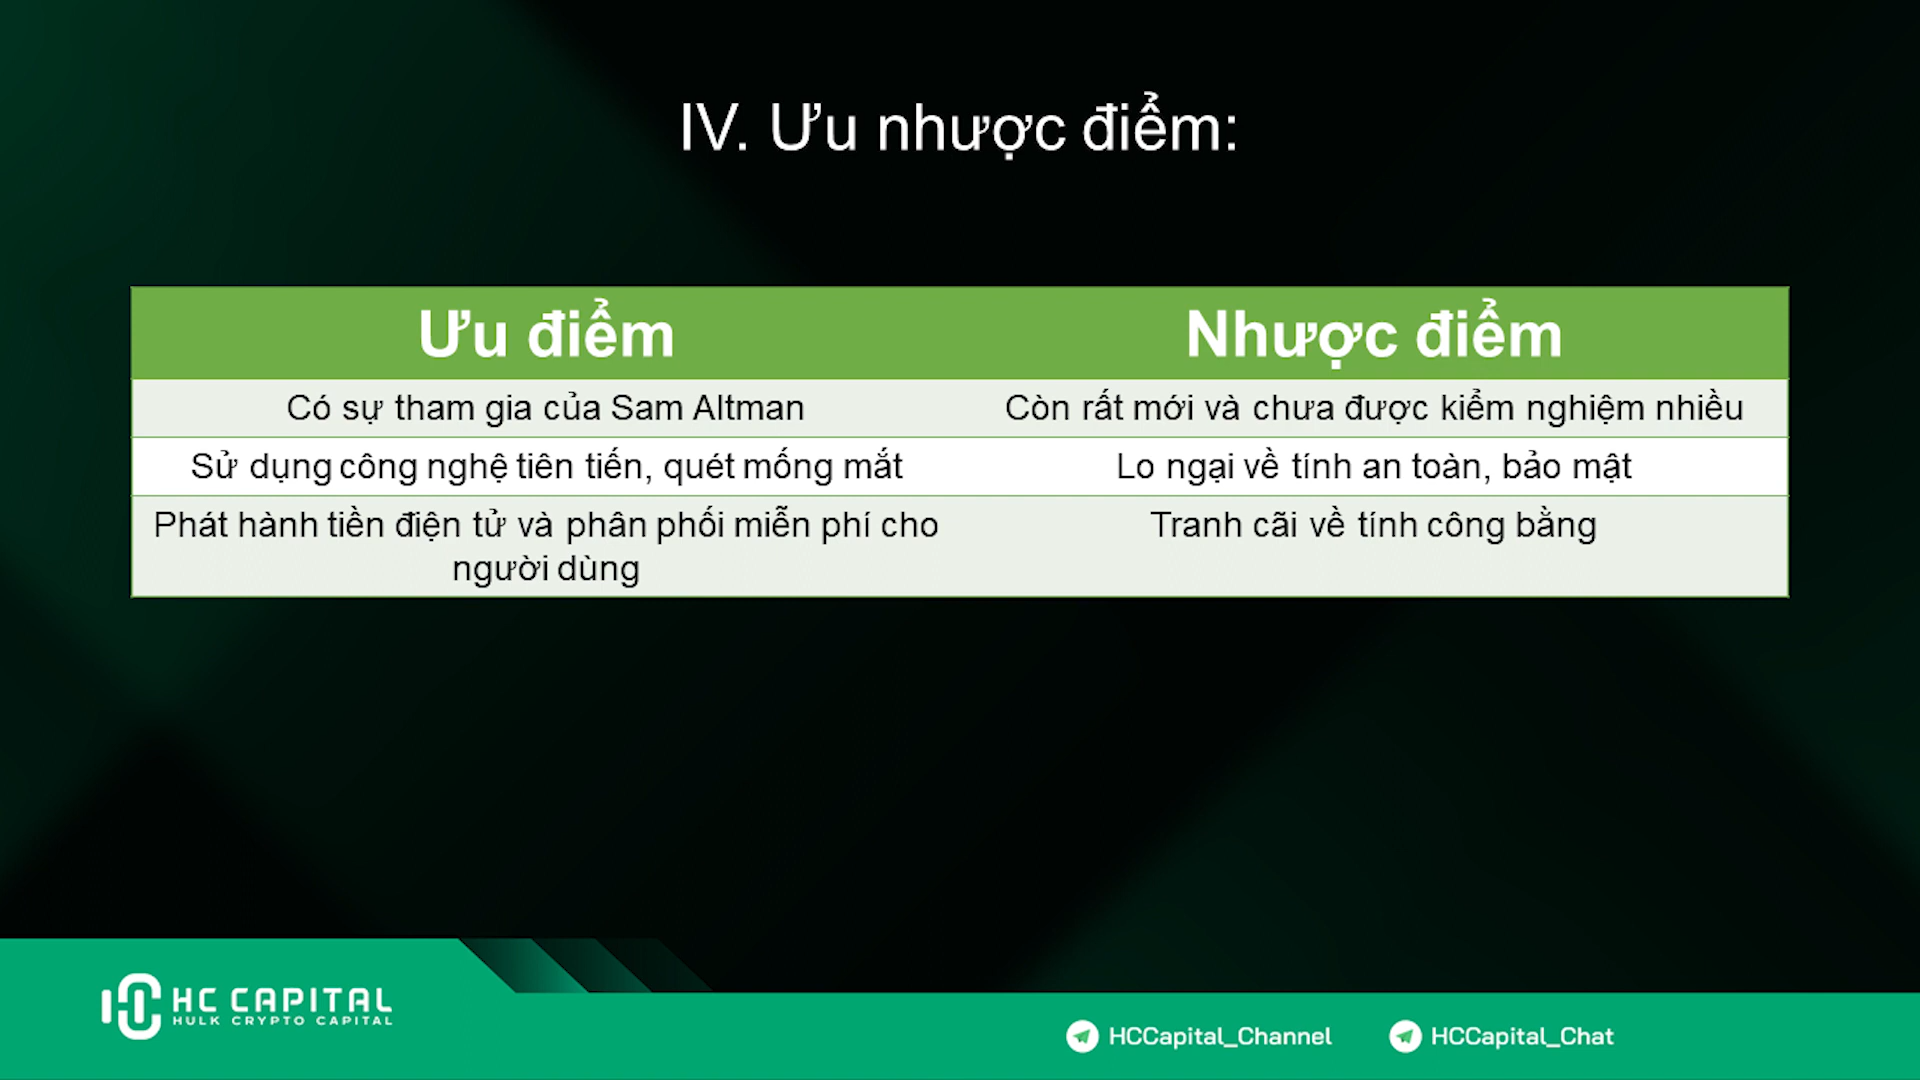 IV. Ưu nhược điểm:
Ưu điểm
Nhược điểm
Có sự tham gia của Sam Altman
Còn rất mới và chưa được kiểm nghiệm nhiều
Sử dụng công nghệ tiên tiến, quét mống mắt
Lo ngại về tính an toàn, bảo mật
Phát hành tiền điện tử và phân phối miễn phí cho
người dùng
Tranh cãi về tính công bằng
HC CAPITAL
HULK CRYPTO CAPITAL
HCCapital_Channel
HCCapital_Chat